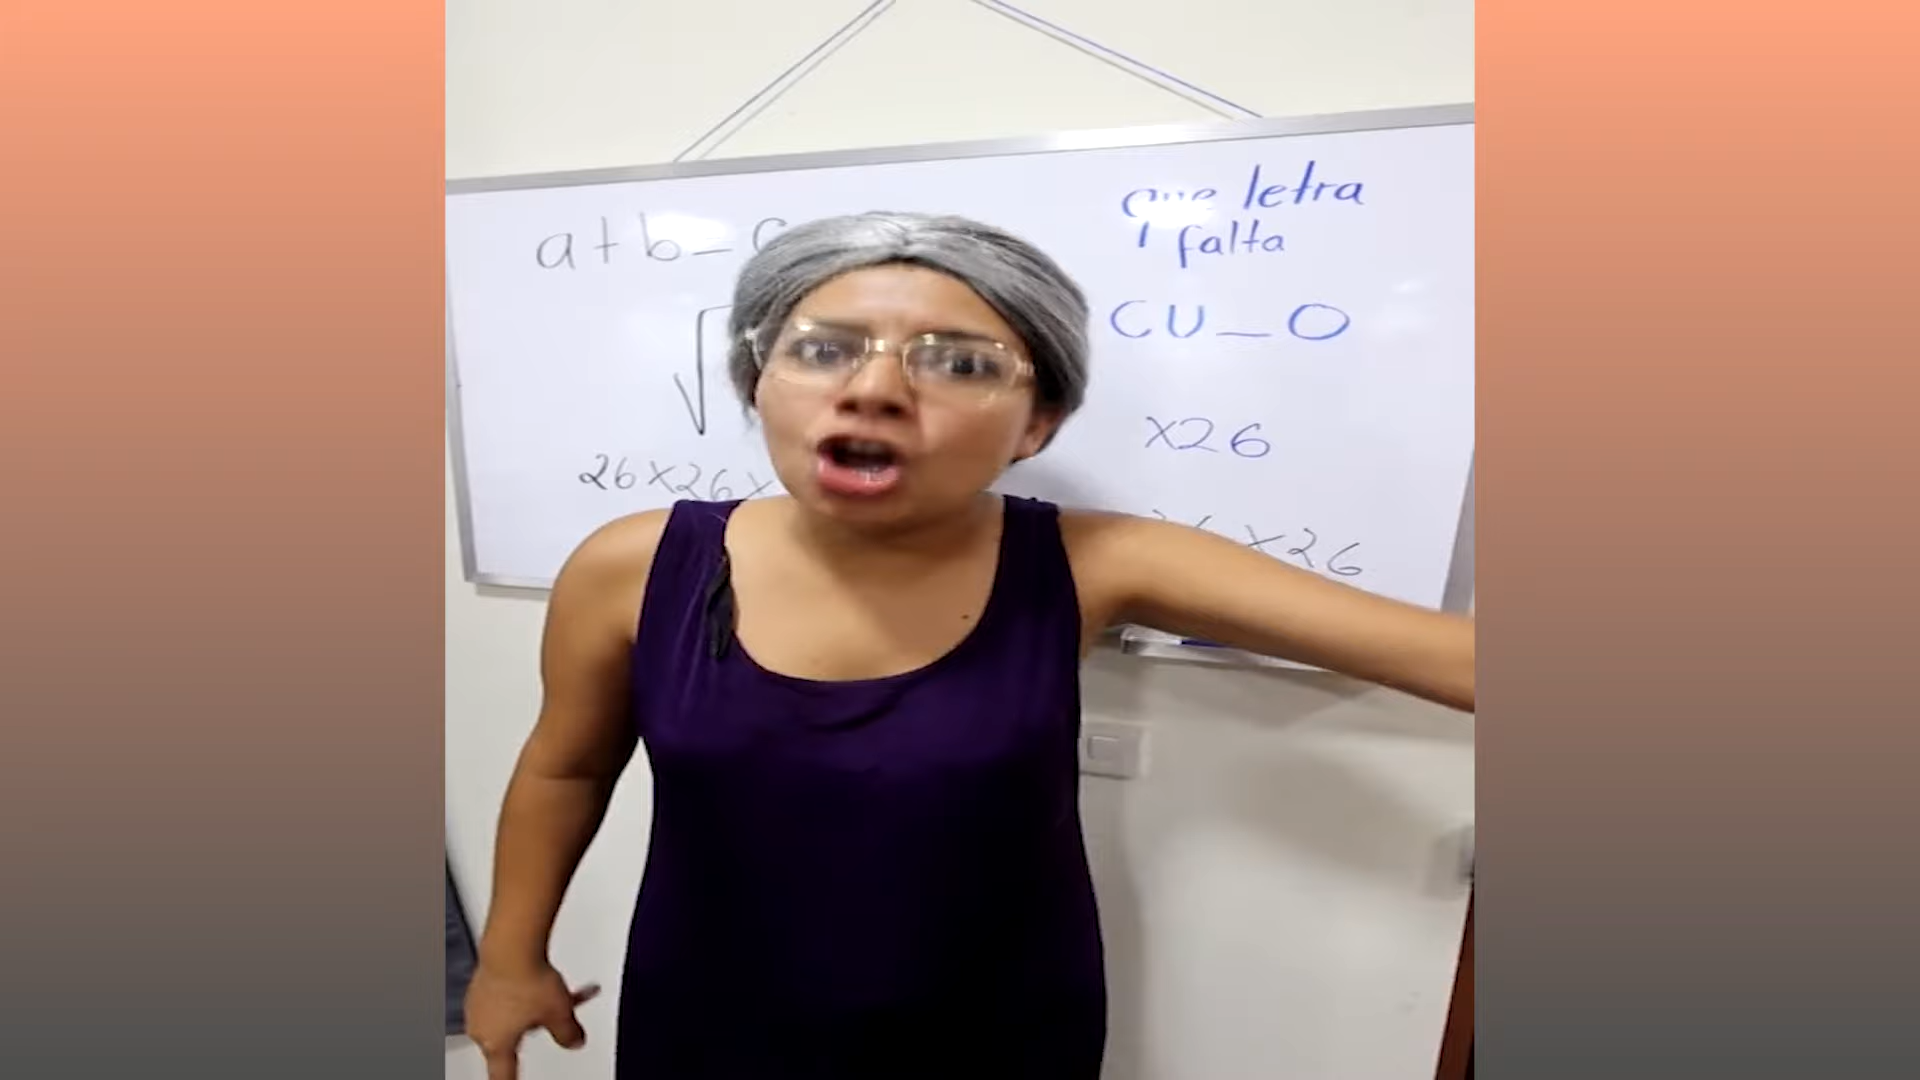 a+b=
√
26x26x
que letra
falta
CU_O
x26
x26